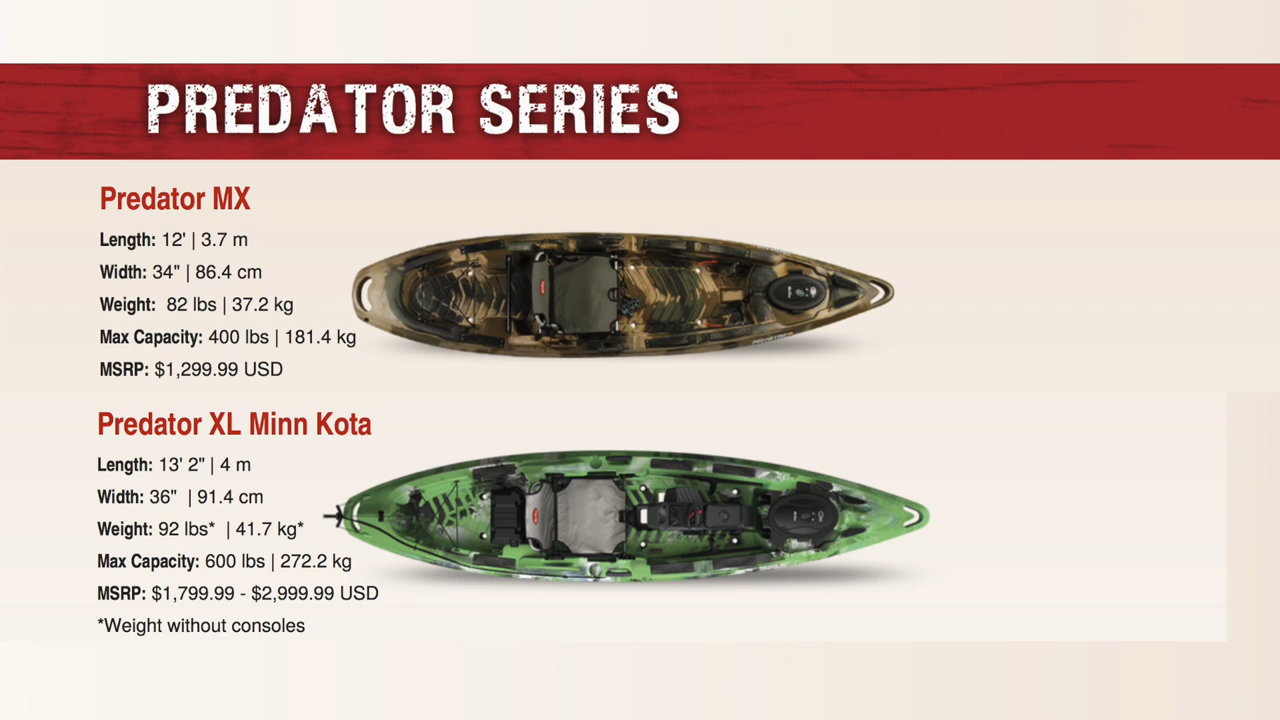 PREDATOR SERIES
Predator MX
Length: 12' | 3.7 m
Width: 34" | 86.4 cm
Weight: 82 lbs | 37.2 kg
Max Capacity: 400 lbs | 181.4 kg
MSRP: $1,299.99 USD
Predator XL Minn Kota
Length: 13' 2" | 4 m
Width: 36" | 91.4 cm
Weight: 92 lbs* | 41.7 kg*
Max Capacity: 600 lbs | 272.2 kg
MSRP: $1,799.99 - $2,999.99 USD
*Weight without consoles